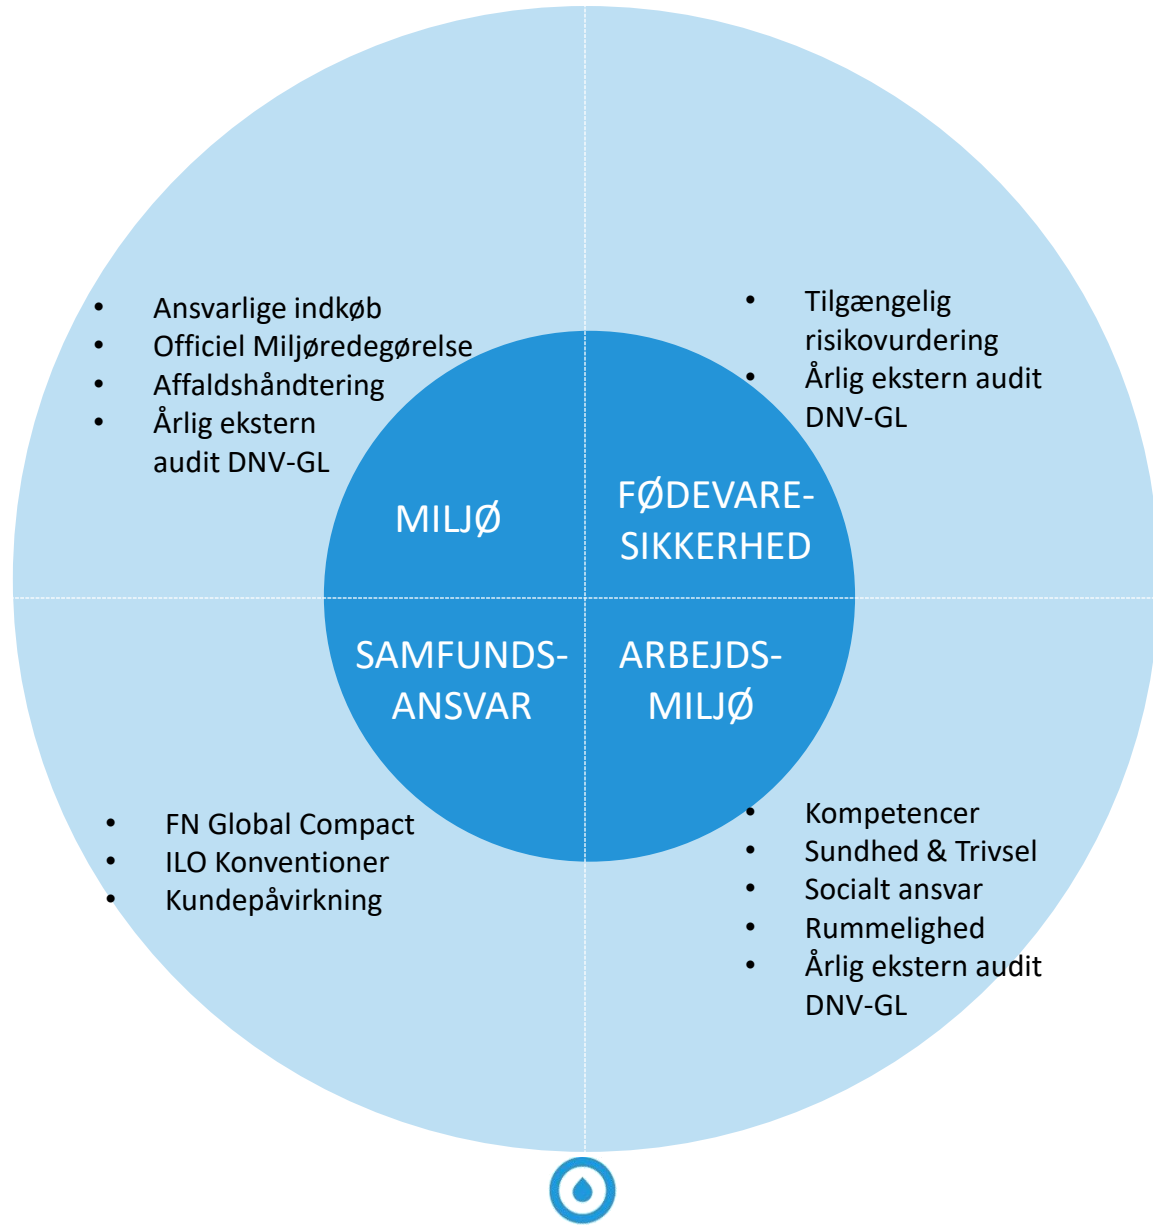 • Ansvarlige indkøb
• Officiel Miljøredegørelse
• Affaldshåndtering
• Årlig ekstern
audit DNV-GL
• Tilgængelig
risikovurdering
• Årlig ekstern audit
DNV-GL
MILJØ
FØDEVARE-
SIKKERHED
SAMFUNDS-
ANSVAR
ARBEJDS-
MILJØ
• FN Global Compact
• ILO Konventioner
• Kundepåvirkning
• Kompetencer
• Sundhed & Trivsel
• Socialt ansvar
• Rummelighed
• Årlig ekstern audit
DNV-GL